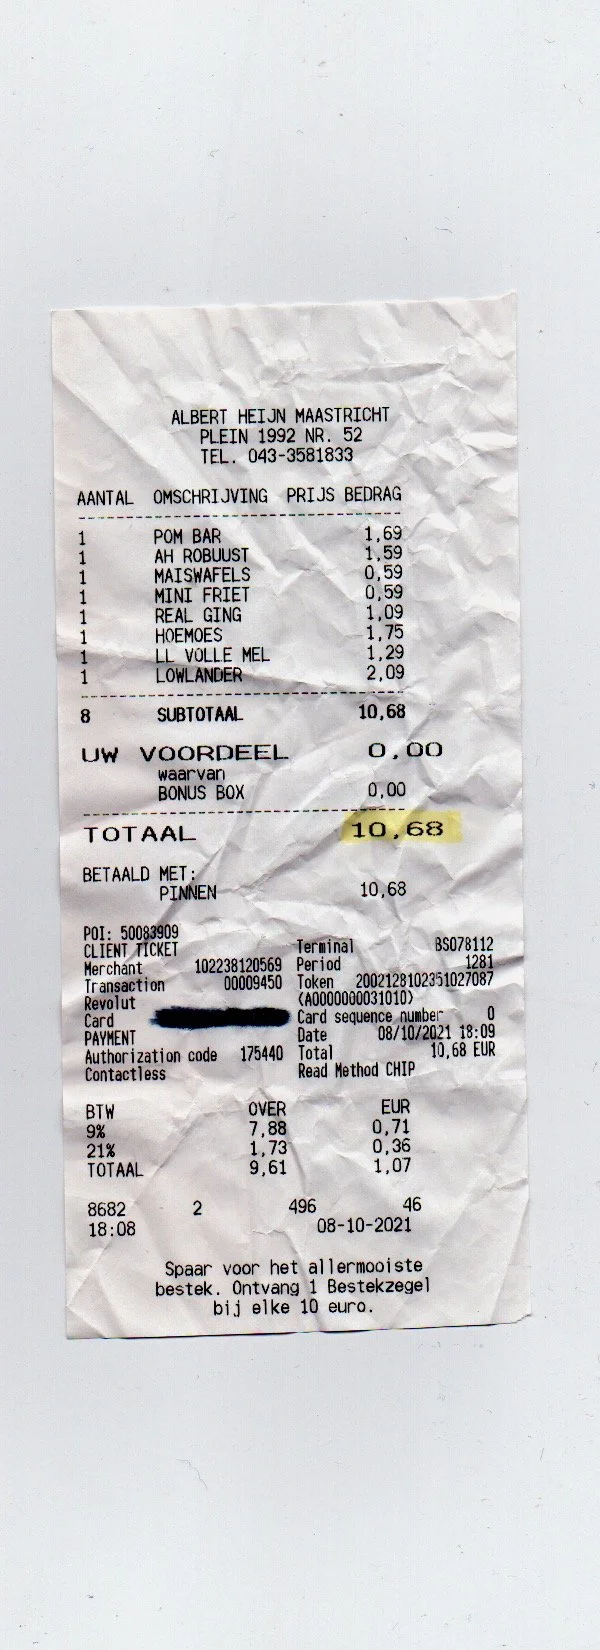 ALBERT HEIJN MAASTRICHT
PLEIN 1992 NR. 52
TEL. 043-3581833
AANTAL OMSCHRIJVING PRIJS BEDRAG
1 POM BAR 1,69
1 AH ROBUUST 1,59
1 MAISWAFELS 0,59
1 MINI FRIET 0,59
1 REAL GING 1,09
1 HOEMOES 1,75
1 LL VOLLE MEL 1,29
1 LOWLANDER 2,09
8 SUBTOTAAL 10,68
UW VOORDEEL 0,00
waarvan
BONUS BOX 0,00
TOTAAL 10,68
BETAALD MET:
PINNEN 10,68
POI: 50083909
CLIENT TICKET Terminal BS078112
Merchant 102238120569 Period 1281
Transaction 00009450 Token 2002128102351027087
Revolut (A0000000031010)
Card Card sequence number 0
PAYMENT Date 08/10/2021 18:09
Authorization code 175440 Total 10,68 EUR
Contactless Read Method CHIP
BTW OVER EUR
9% 7,88 0,71
21% 1,73 0,36
TOTAAL 9,61 1,07
8682 2 496 46
18:08 08-10-2021
Spaar voor het allermooiste
bestek. Ontvang 1 Bestekzegel
bij elke 10 euro.